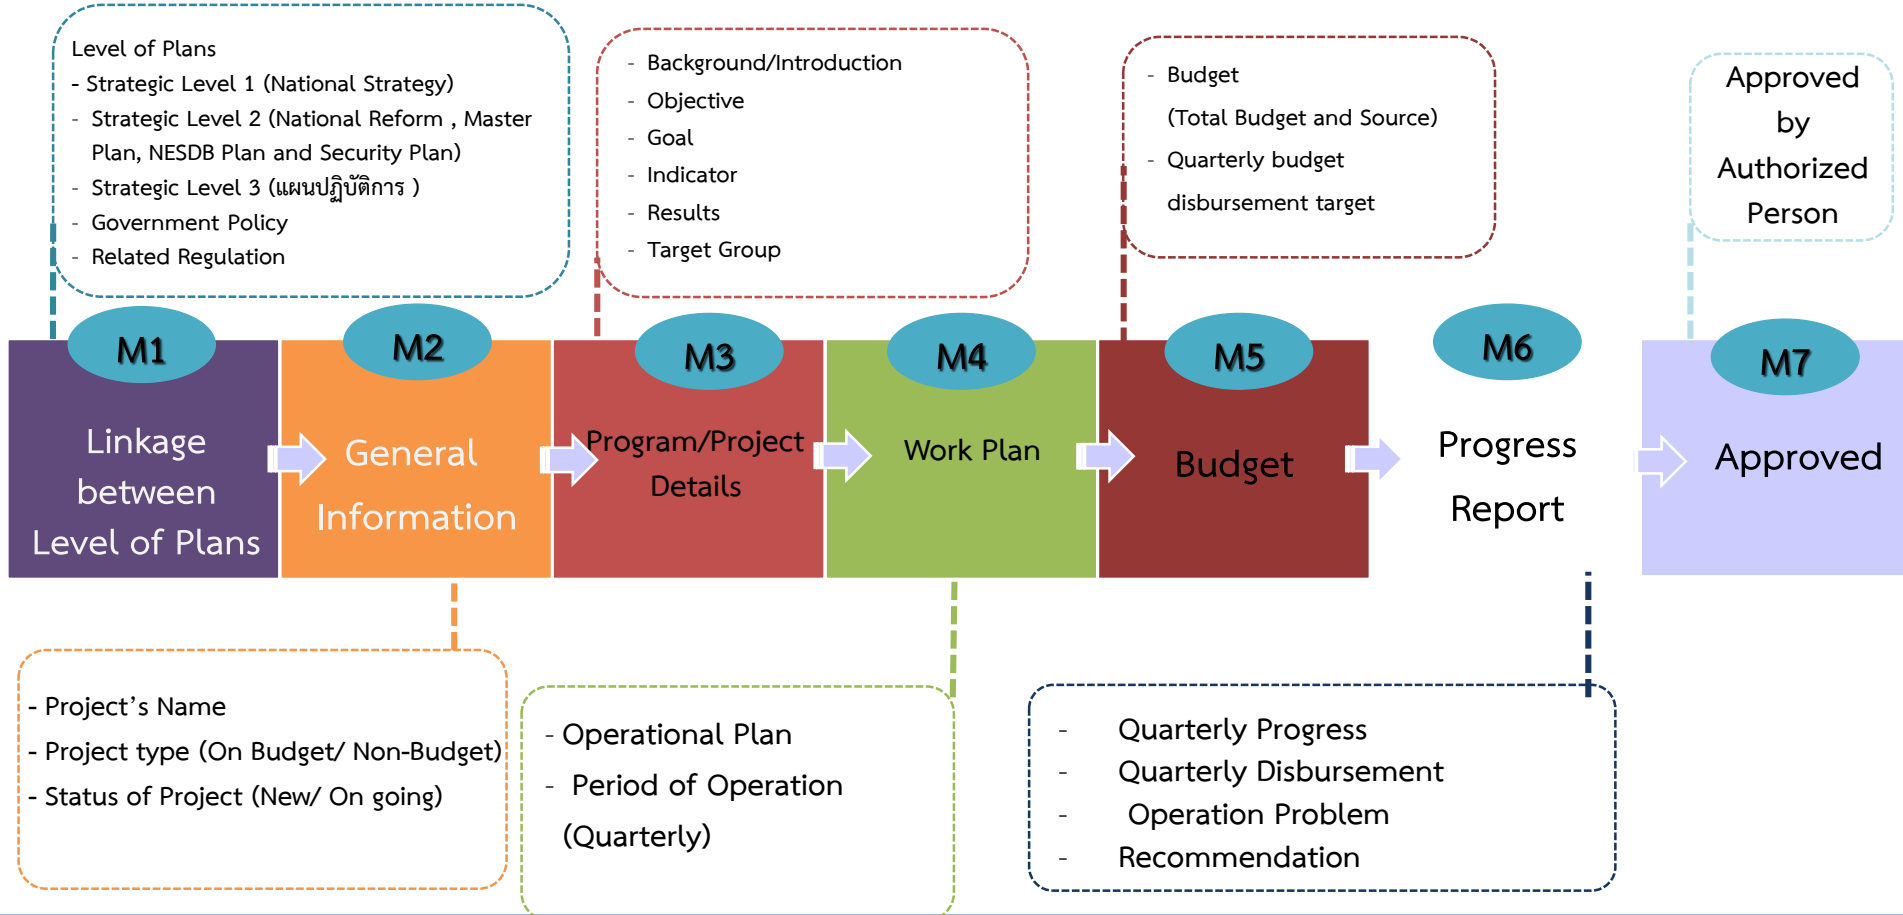 Level of Plans
- Strategic Level 1 (National Strategy)
- Strategic Level 2 (National Reform , Master
Plan, NESDB Plan and Security Plan)
- Strategic Level 3 (แผนปฏิบัติการ )
- Government Policy
- Related Regulation
- Background/Introduction
- Objective
- Goal
- Indicator
- Results
- Target Group
- Budget
(Total Budget and Source)
- Quarterly budget
disbursement target
Approved
by
Authorized
Person
M1
Linkage
between
Level of Plans
M2
General
Information
M3
Program/Project
Details
M4
Work Plan
M5
Budget
M6
Progress
Report
M7
Approved
- Project’s Name
- Project type (On Budget/ Non-Budget)
- Status of Project (New/ On going)
- Operational Plan
- Period of Operation
(Quarterly)
- Quarterly Progress
- Quarterly Disbursement
- Operation Problem
- Recommendation